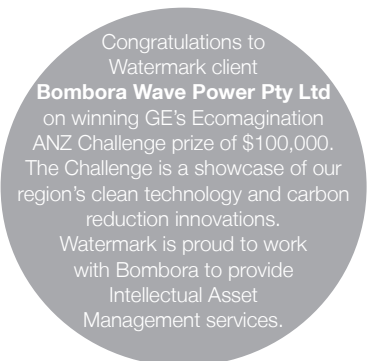 Congratulations to
Watermark client
Bombora Wave Power Pty Ltd
on winning GE's Ecomagination
ANZ Challenge prize of $100,000.
The Challenge is a showcase of our
region's clean technology and carbon
reduction innovations.
Watermark is proud to work
with Bombora to provide
Intellectual Asset
Management services.